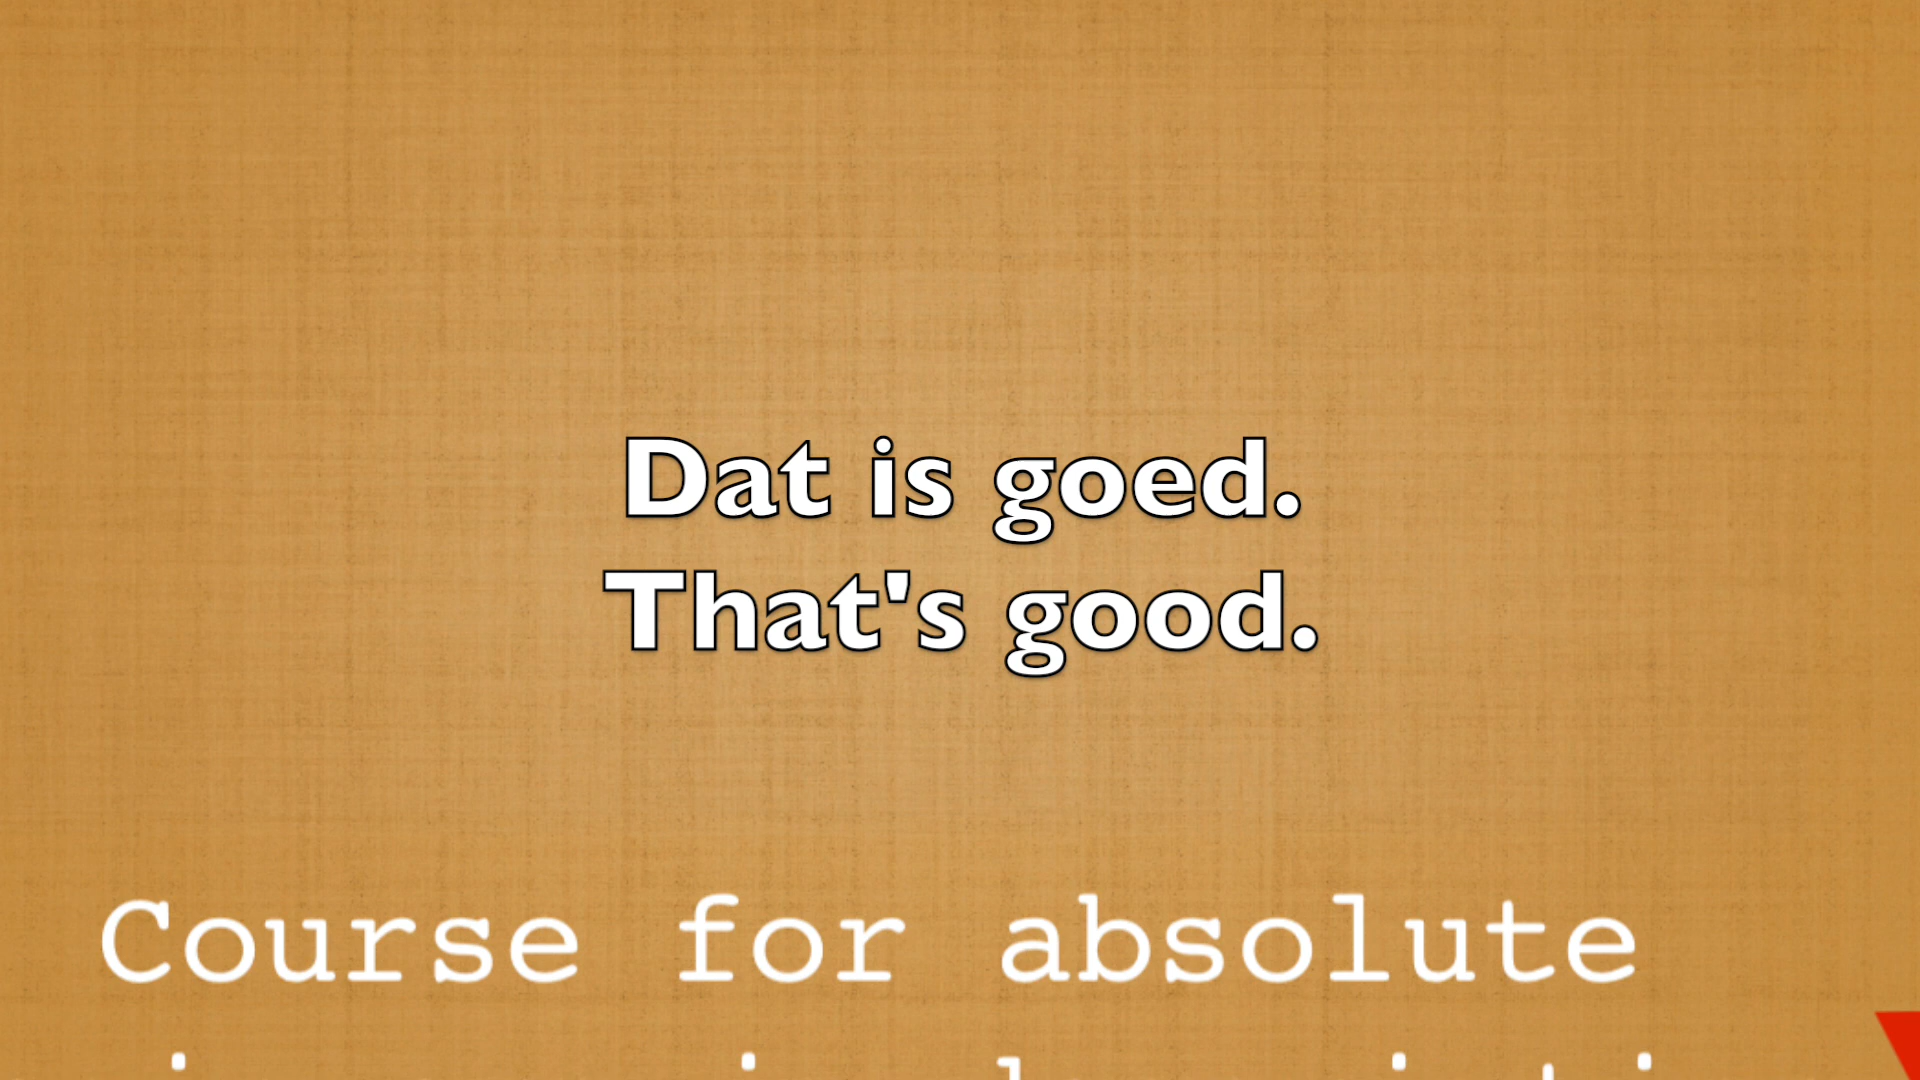 Dat is goed.
That's good.
Course for absolute